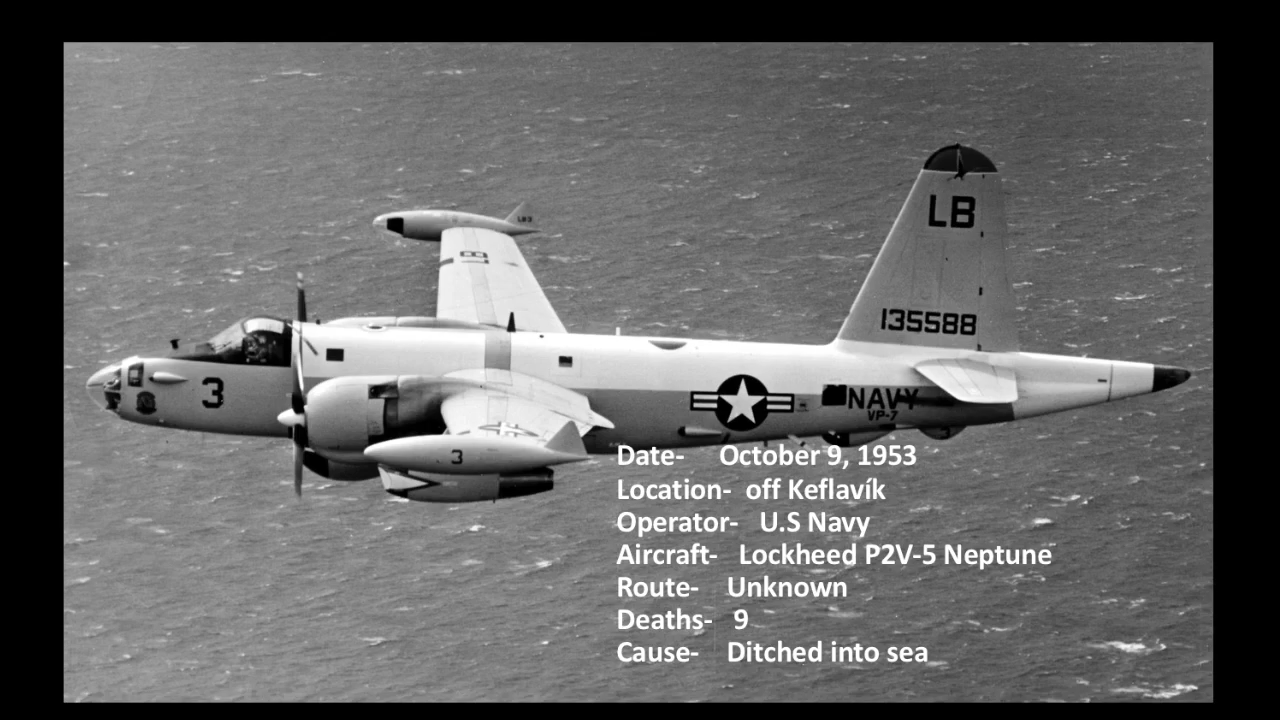 LB3
LB
135588
3
NAVY
VP-7
3
Date- October 9, 1953
Location- off Keflavík
Operator- U.S Navy
Aircraft- Lockheed P2V-5 Neptune
Route- Unknown
Deaths- 9
Cause- Ditched into sea